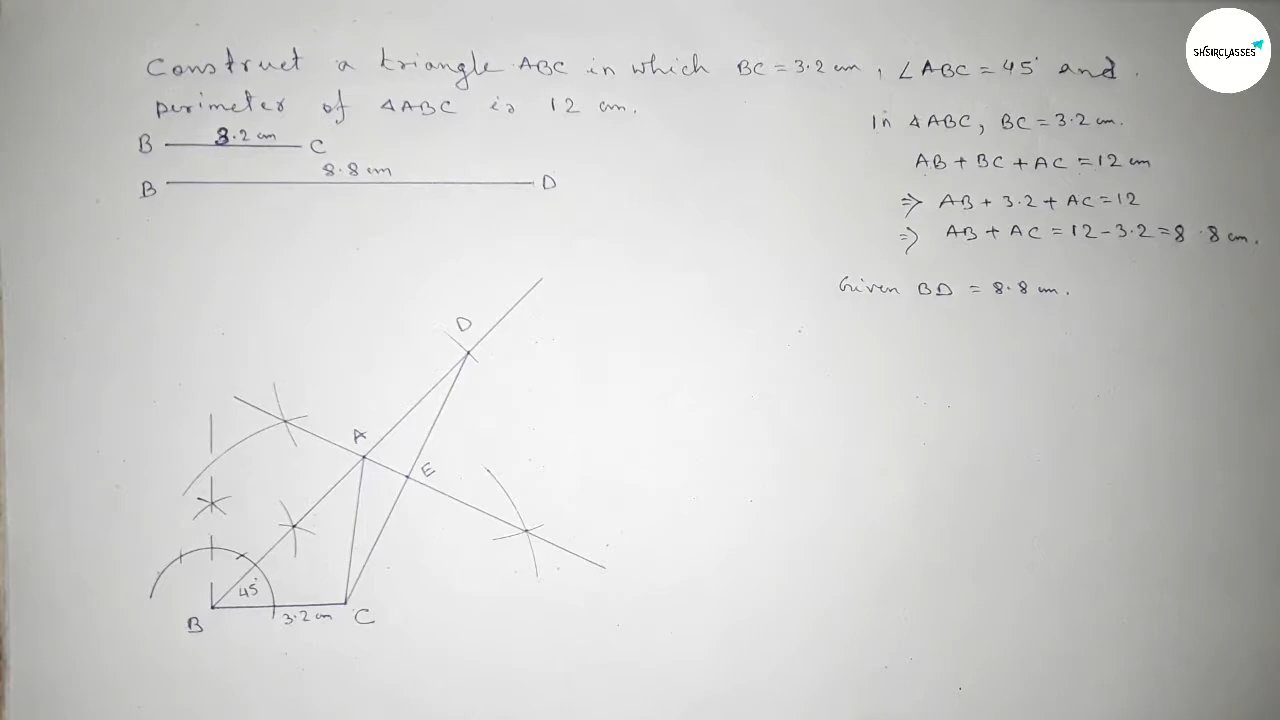 SHSIRCLASSES
Construct a triangle ABC in which BC = 3.2 cm, ∠ABC = 45° and
perimeter of △ABC is 12 cm.
B 3.2 cm C
B 8.8 cm D
In △ABC, BC = 3.2 cm.
AB + BC + AC = 12 cm
⇒ AB + 3.2 + AC = 12
⇒ AB + AC = 12 - 3.2 = 8.8 cm.
Given BD = 8.8 cm.
D
A
E
45°
B 3.2 cm C